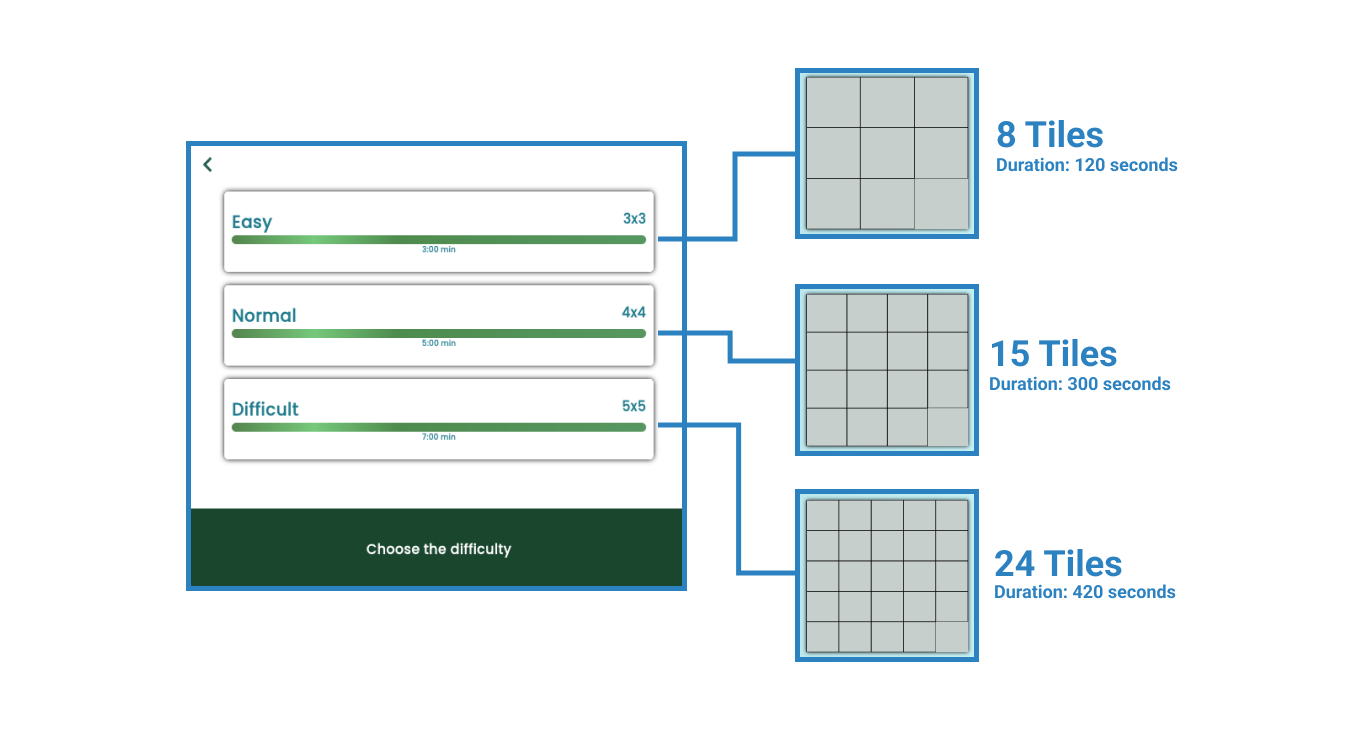 Easy
3x3
3:00 min
Normal
4x4
5:00 min
Difficult
5x5
7:00 min
Choose the difficulty
8 Tiles
Duration: 120 seconds
15 Tiles
Duration: 300 seconds
24 Tiles
Duration: 420 seconds